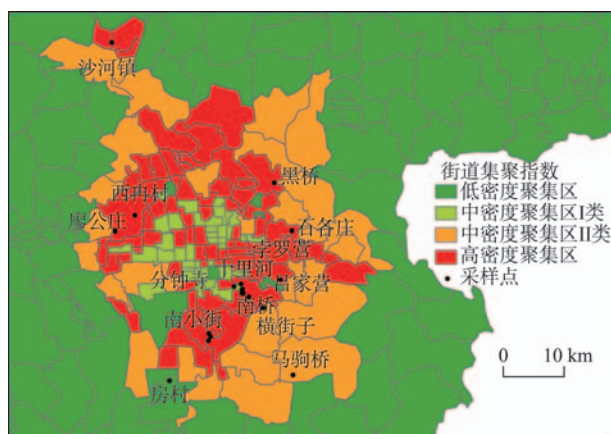 沙河镇
黑桥
西冉村
廖公庄
石各庄
孛罗营
十里河
分钟寺
吕家营
南桥
南小街
横街子
马驹桥
房村
街道集聚指数
低密度聚集区
中密度聚集区I类
中密度聚集区II类
高密度聚集区
采样点
0 10 km